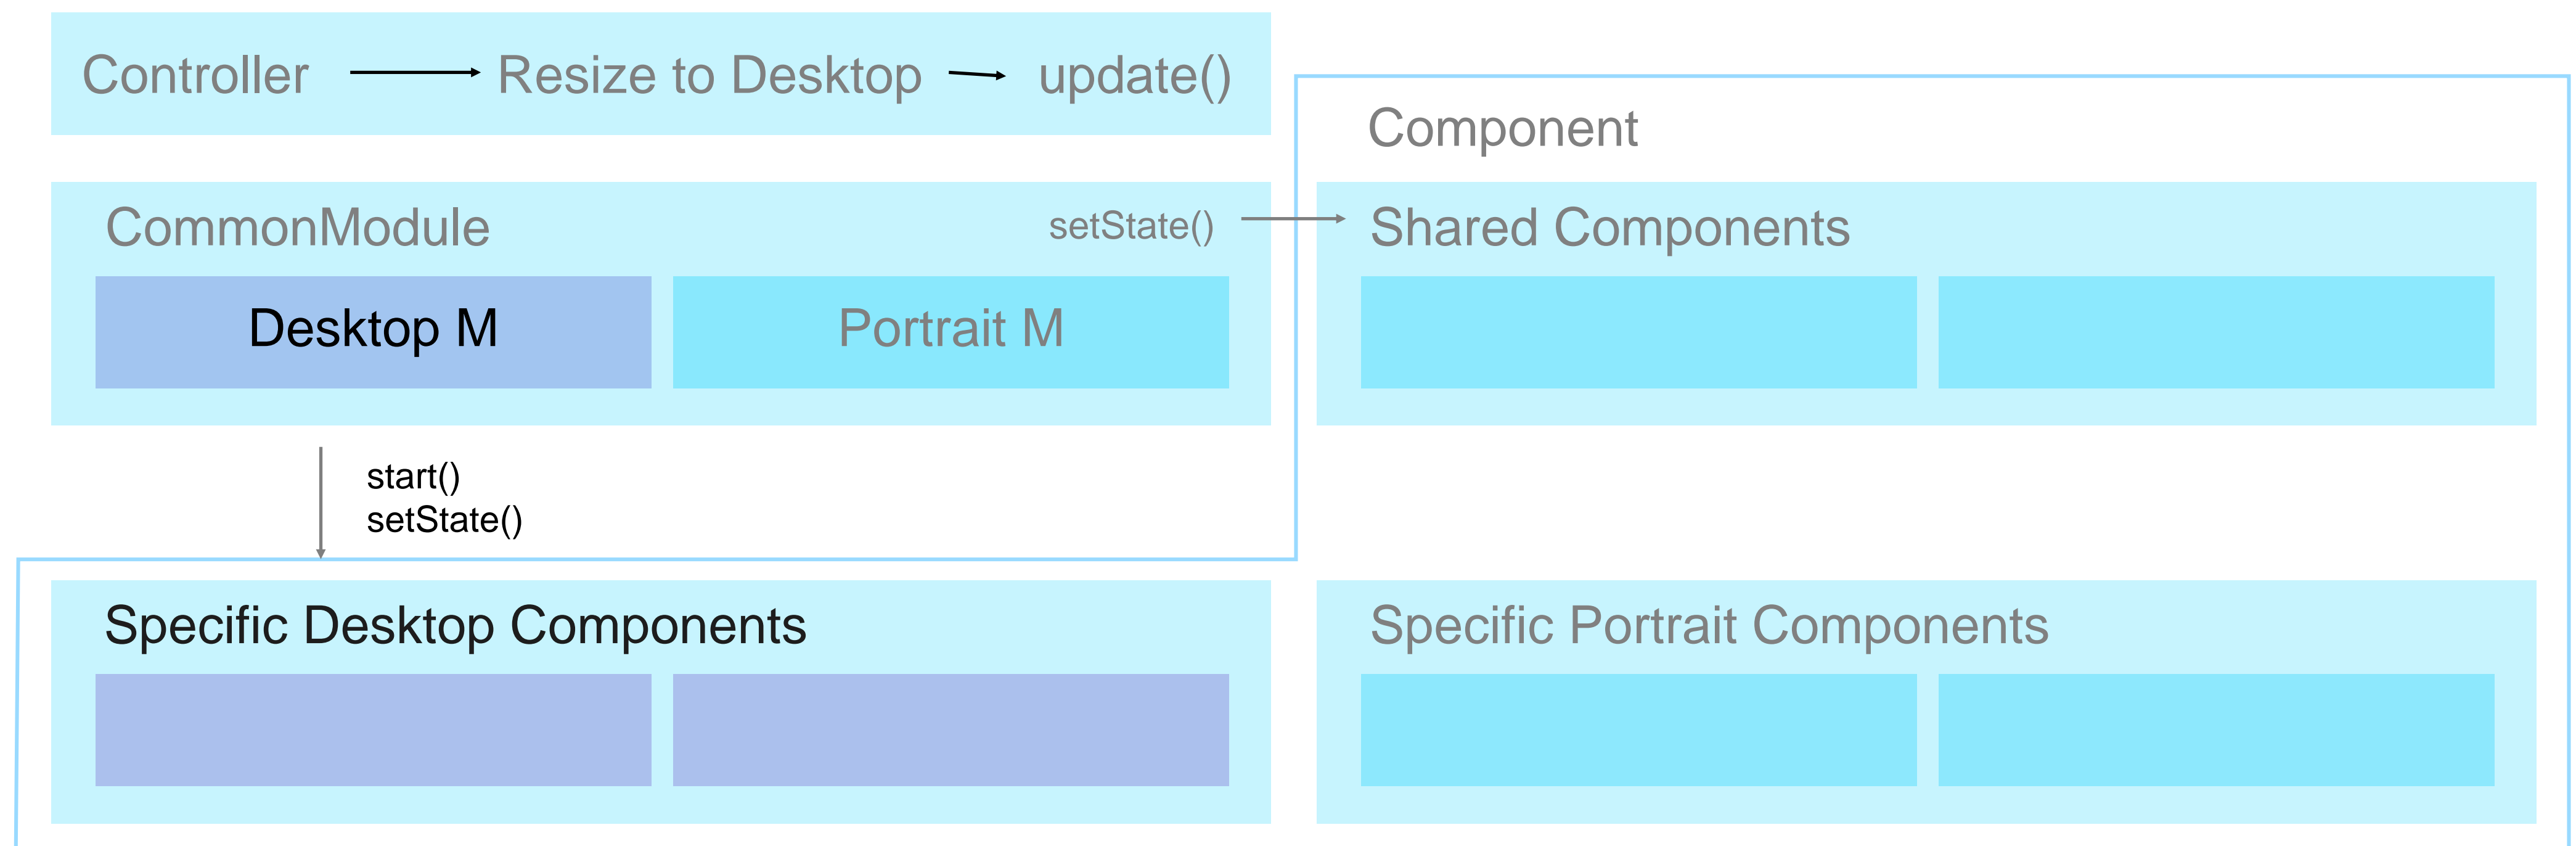 Controller
Resize to Desktop
update()
Component
CommonModule
setState()
Shared Components
Desktop M
Portrait M
start()
setState()
Specific Desktop Components
Specific Portrait Components